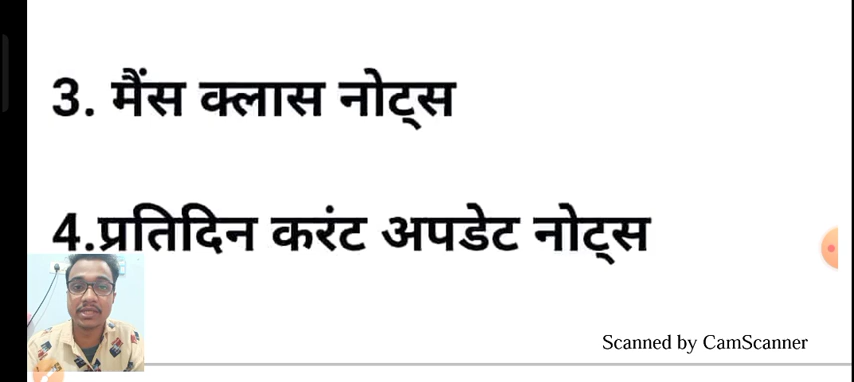 3. मैंस क्लास नोट्स
4.प्रतिदिन करंट अपडेट नोट्स
Scanned by CamScanner